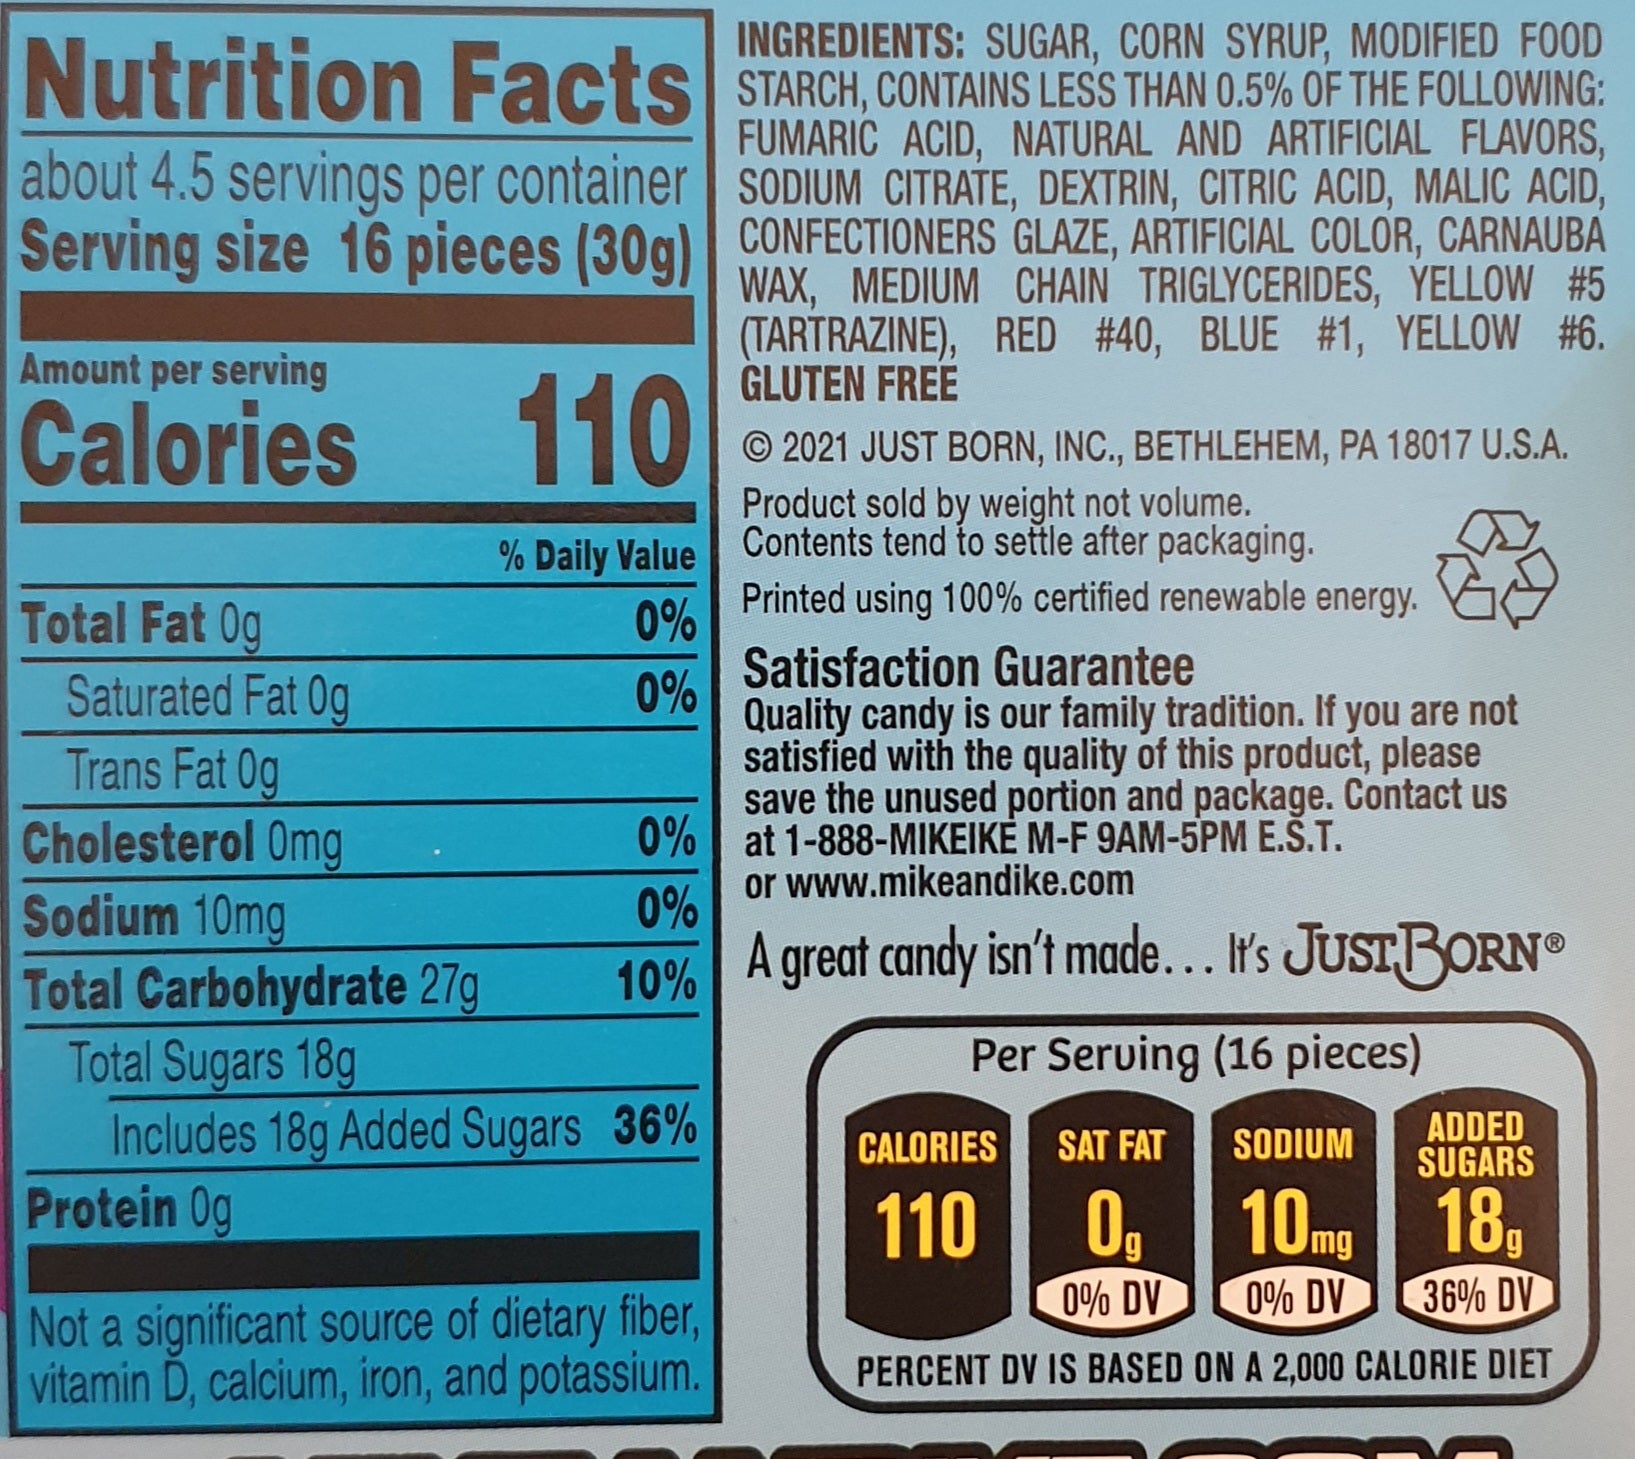 Nutrition Facts
about 4.5 servings per container
Serving size 16 pieces (30g)
Amount per serving
Calories 110
% Daily Value
Total Fat 0g 0%
Saturated Fat 0g 0%
Trans Fat 0g
Cholesterol 0mg 0%
Sodium 10mg 0%
Total Carbohydrate 27g 10%
Total Sugars 18g
Includes 18g Added Sugars 36%
Protein 0g
Not a significant source of dietary fiber,
vitamin D, calcium, iron, and potassium.
INGREDIENTS: SUGAR, CORN SYRUP, MODIFIED FOOD
STARCH, CONTAINS LESS THAN 0.5% OF THE FOLLOWING:
FUMARIC ACID, NATURAL AND ARTIFICIAL FLAVORS,
SODIUM CITRATE, DEXTRIN, CITRIC ACID, MALIC ACID,
CONFECTIONERS GLAZE, ARTIFICIAL COLOR, CARNAUBA
WAX, MEDIUM CHAIN TRIGLYCERIDES, YELLOW #5
(TARTRAZINE), RED #40, BLUE #1, YELLOW #6.
GLUTEN FREE
© 2021 JUST BORN, INC., BETHLEHEM, PA 18017 U.S.A.
Product sold by weight not volume.
Contents tend to settle after packaging.
Printed using 100% certified renewable energy.
Satisfaction Guarantee
Quality candy is our family tradition. If you are not
satisfied with the quality of this product, please
save the unused portion and package. Contact us
at 1-888-MIKEIKE M-F 9AM-5PM E.S.T.
or www.mikeandike.com
A great candy isn't made... It's JUST BORN®
Per Serving (16 pieces)
CALORIES
110
SAT FAT
0g
0% DV
SODIUM
10mg
0% DV
ADDED
SUGARS
18g
36% DV
PERCENT DV IS BASED ON A 2,000 CALORIE DIET